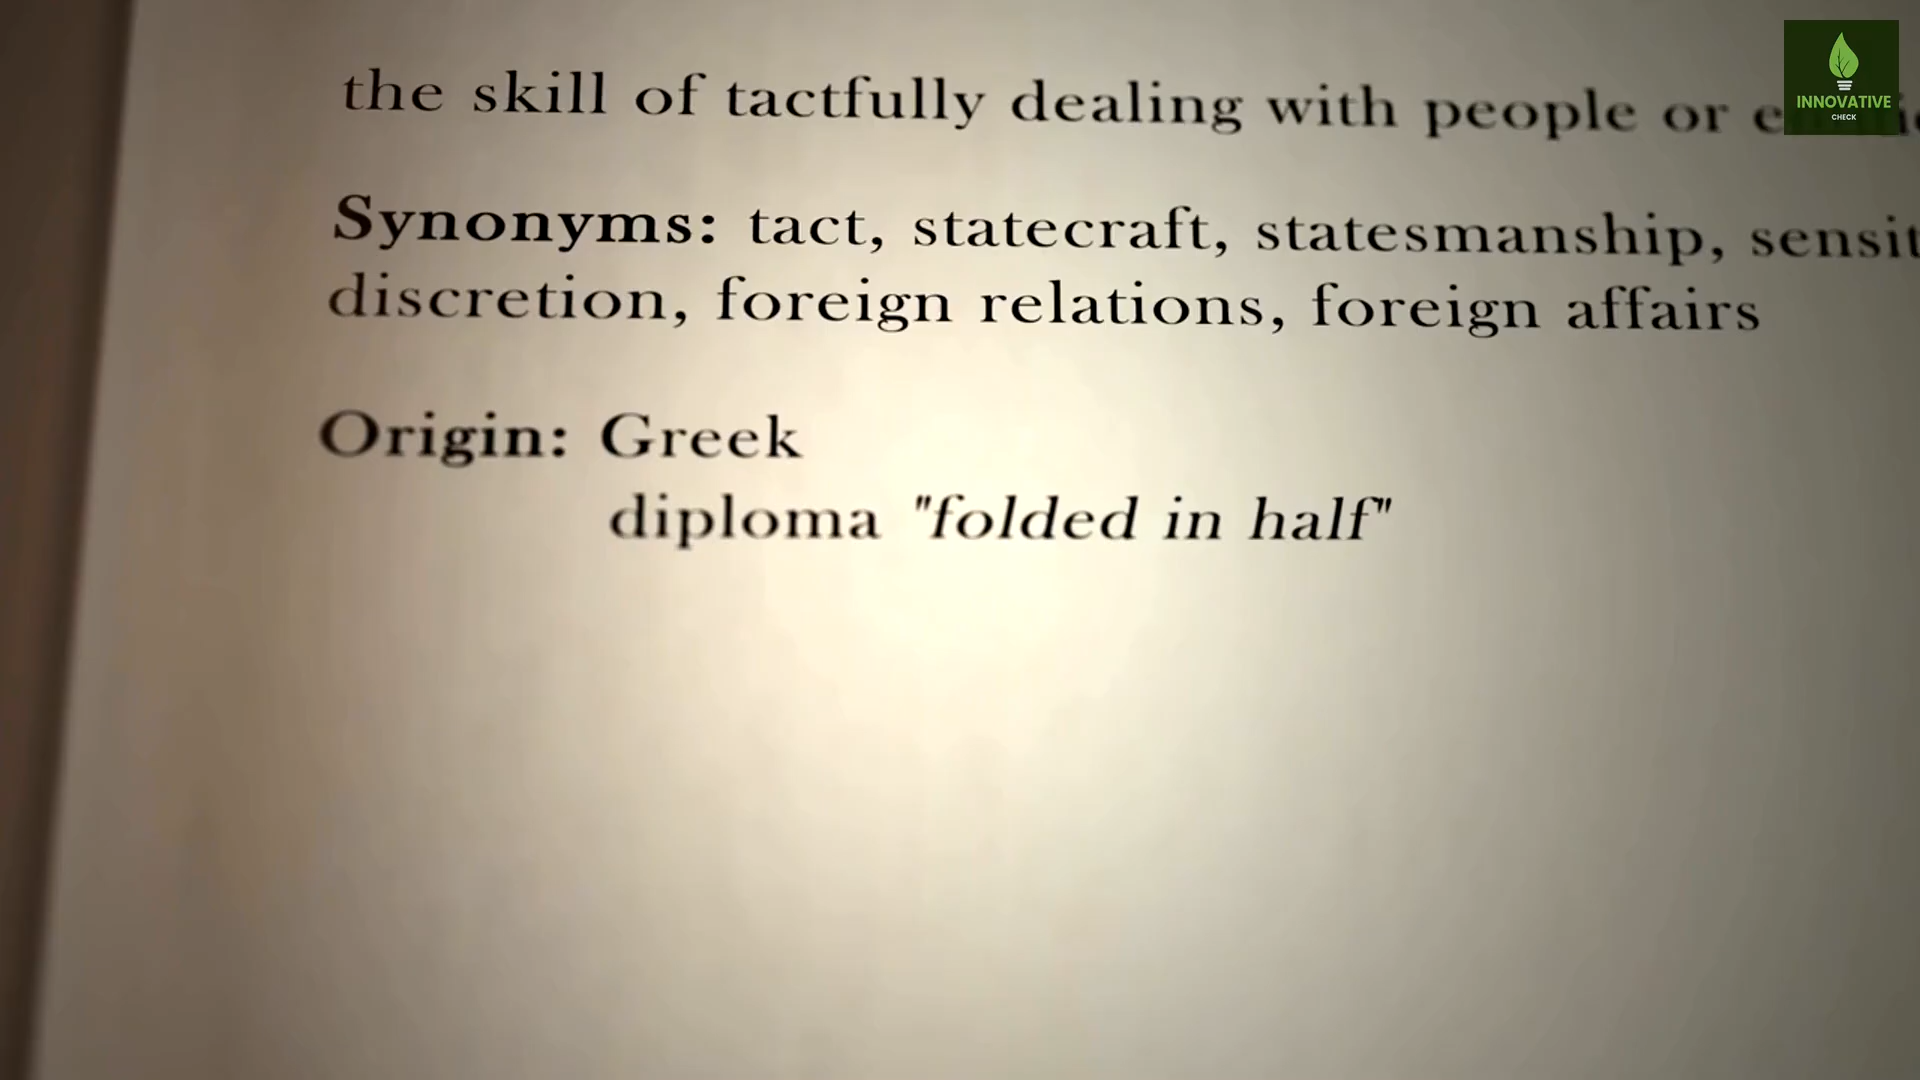 the skill of tactfully dealing with people or
Synonyms: tact, statecraft, statesmanship,
discretion, foreign relations, foreign affairs
Origin: Greek
diploma "folded in half"
INNOVATIVE
CHECK